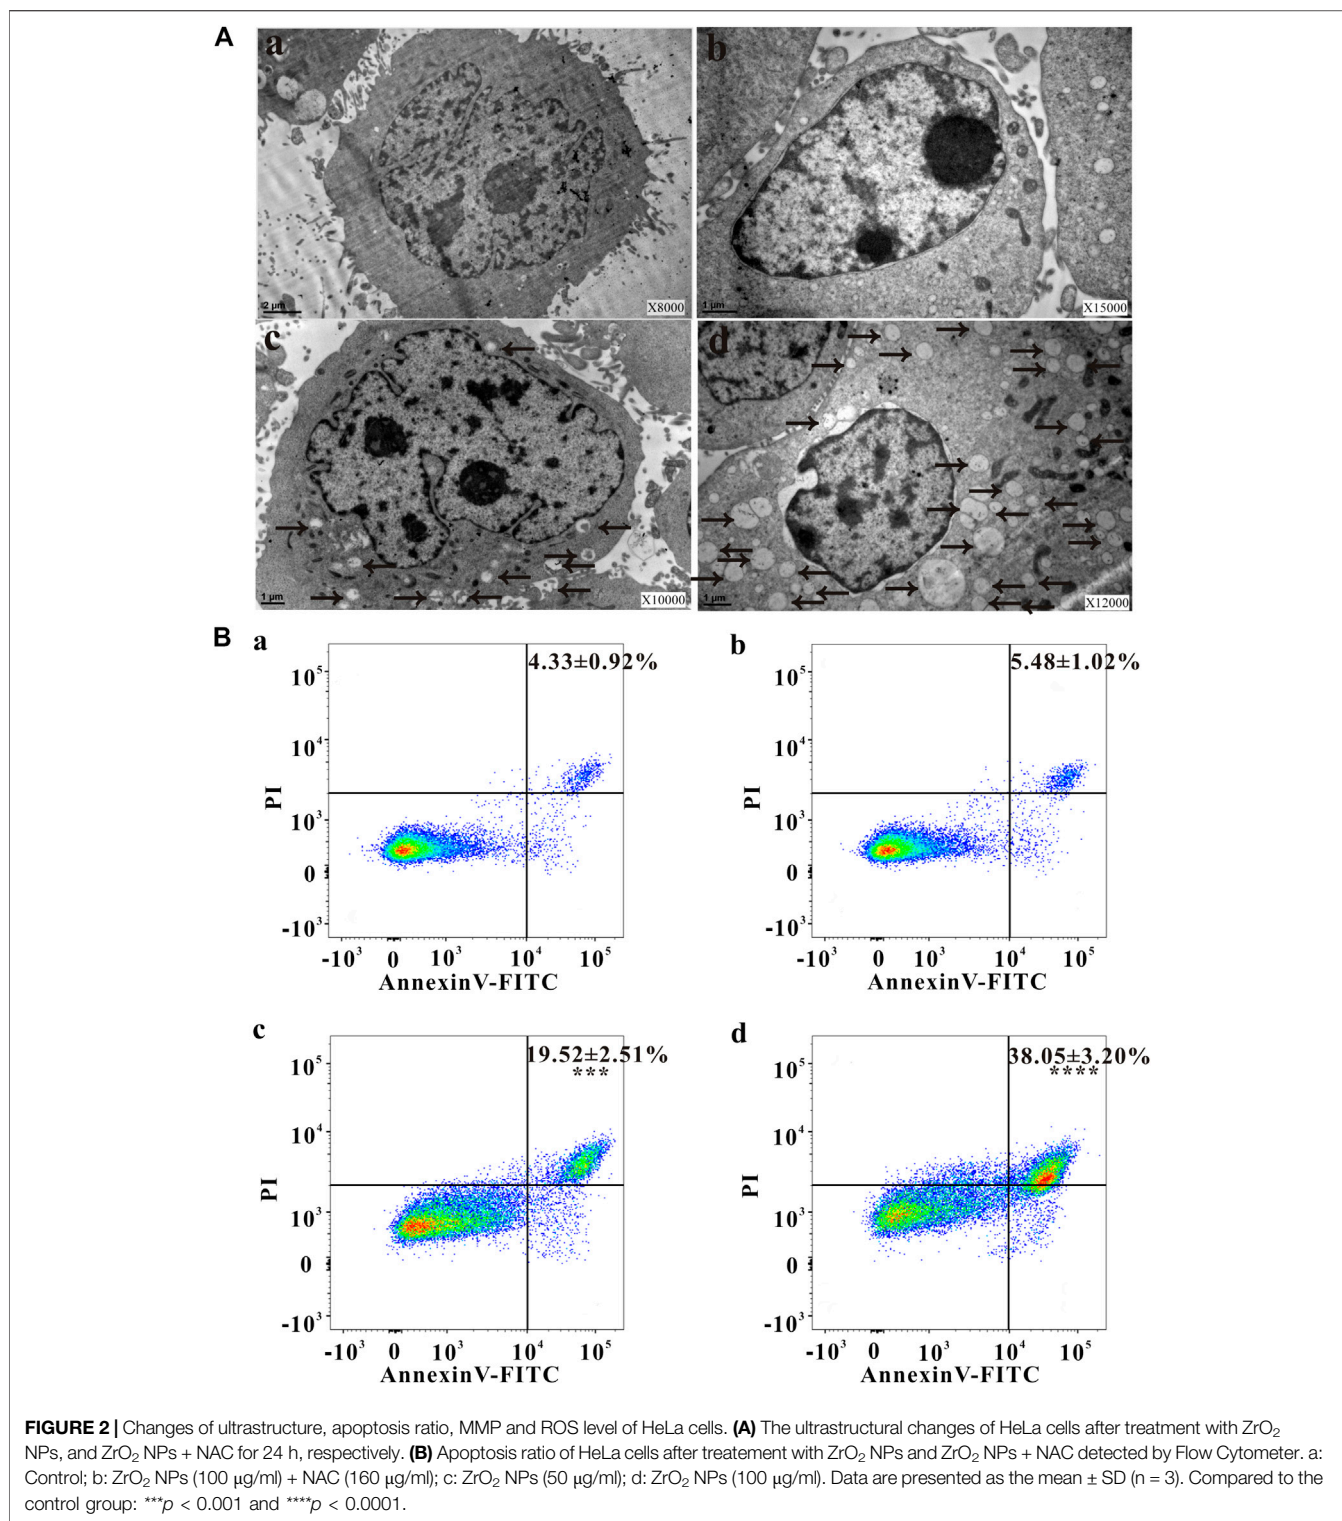 A
a
b
2 µm
X8000
1 µm
X15000
c
d
1 µm
X10000
1 µm
X12000
B
a
b
4.33±0.92%
5.48±1.02%
10⁵
10⁵
10⁴
10⁴
PI
PI
10³
10³
0
0
-10³
-10³
-10³ 0 10³ 10⁴ 10⁵
-10³ 0 10³ 10⁴ 10⁵
AnnexinV-FITC
AnnexinV-FITC
c
d
19.52±2.51%
38.05±3.20%
***
****
10⁵
10⁵
10⁴
10⁴
PI
PI
10³
10³
0
0
-10³
-10³
-10³ 0 10³ 10⁴ 10⁵
-10³ 0 10³ 10⁴ 10⁵
AnnexinV-FITC
AnnexinV-FITC
FIGURE 2 | Changes of ultrastructure, apoptosis ratio, MMP and ROS level of HeLa cells. (A) The ultrastructural changes of HeLa cells after treatment with ZrO₂
NPs, and ZrO₂ NPs + NAC for 24 h, respectively. (B) Apoptosis ratio of HeLa cells after treatement with ZrO₂ NPs and ZrO₂ NPs + NAC detected by Flow Cytometer. a:
Control; b: ZrO₂ NPs (100 μg/ml) + NAC (160 μg/ml); c: ZrO₂ NPs (50 μg/ml); d: ZrO₂ NPs (100 μg/ml). Data are presented as the mean ± SD (n = 3). Compared to the
control group: ***p < 0.001 and ****p < 0.0001.